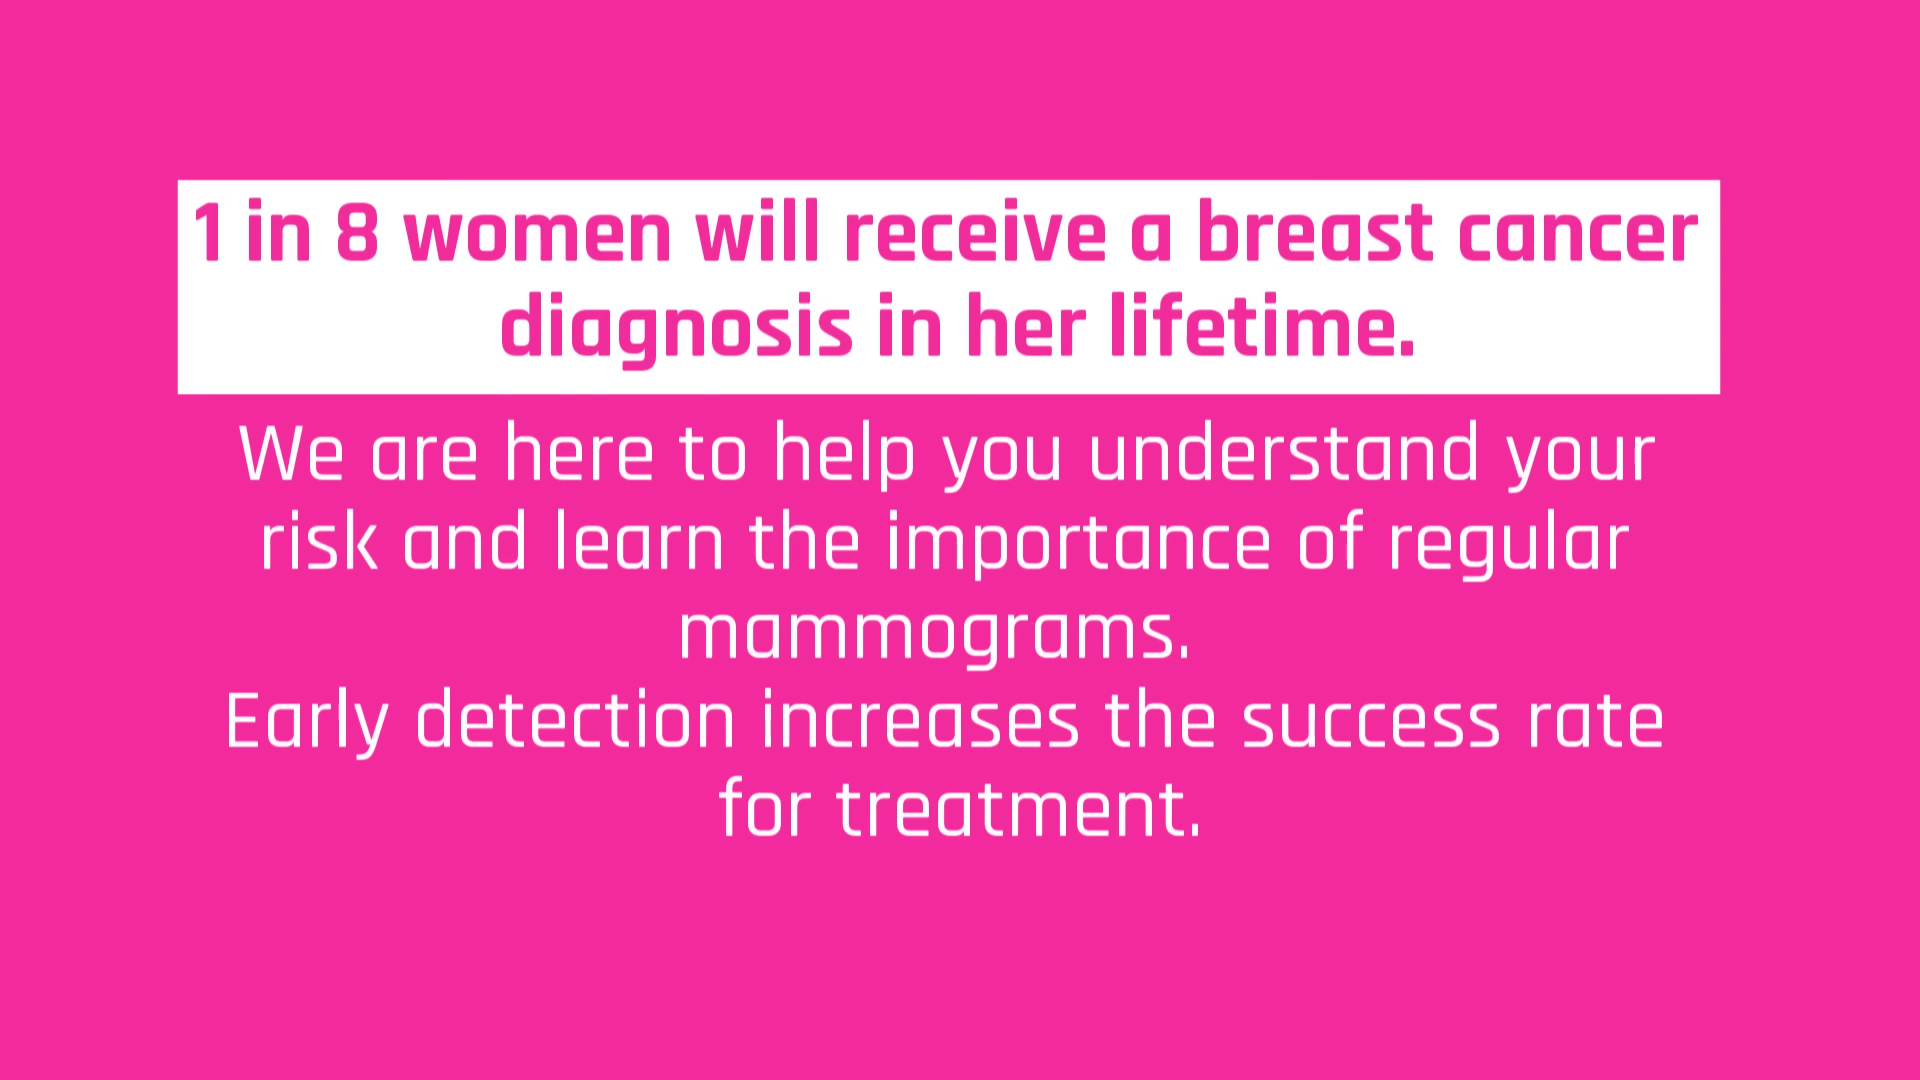 1 in 8 women will receive a breast cancer
diagnosis in her lifetime.
We are here to help you understand your
risk and learn the importance of regular
mammograms.
Early detection increases the success rate
for treatment.